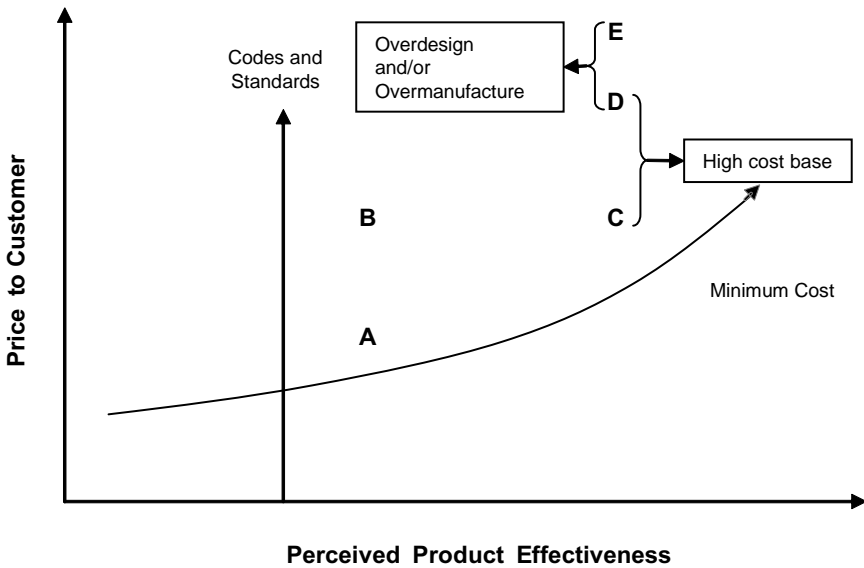 Codes and
Standards
Overdesign
and/or
Overmanufacture
E
D
High cost base
B
C
Minimum Cost
A
Price to Customer
Perceived Product Effectiveness